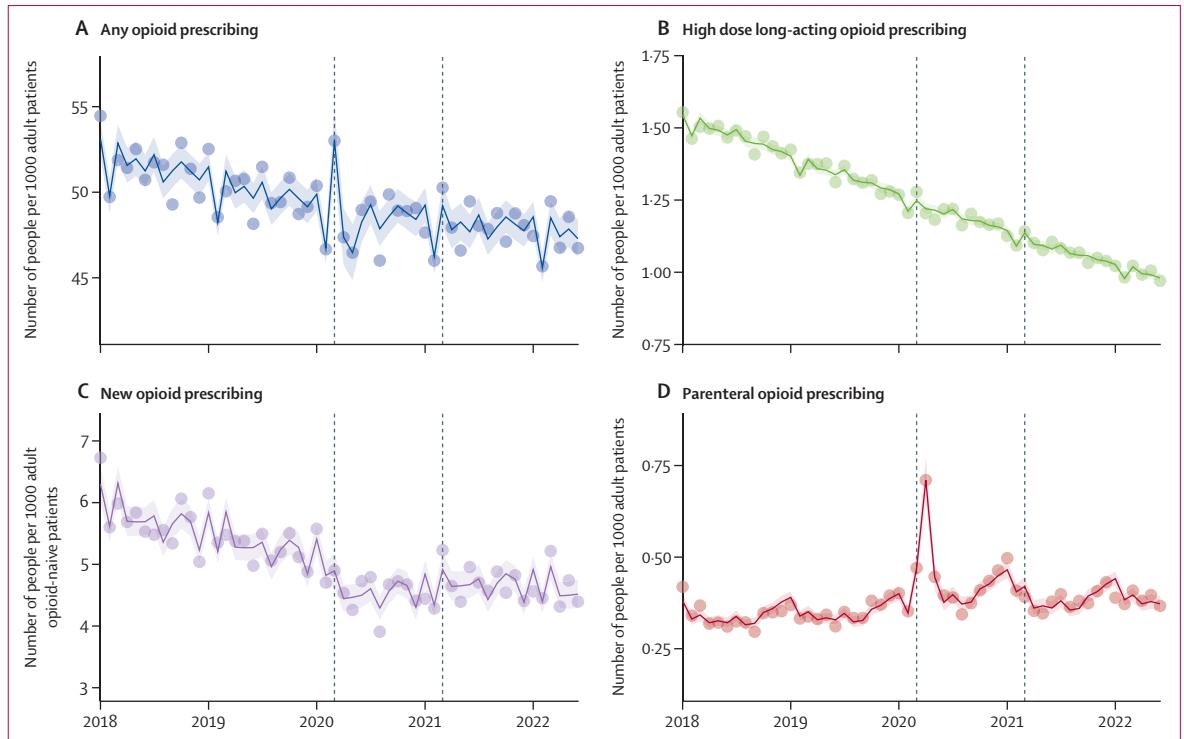 A Any opioid prescribing
Number of people per 1000 adult patients
55
50
45
B High dose long-acting opioid prescribing
Number of people per 1000 adult patients
1·75
1·50
1·25
1·00
0·75
C New opioid prescribing
Number of people per 1000 adult
opioid-naive patients
7
6
5
4
3
2018 2019 2020 2021 2022
D Parenteral opioid prescribing
Number of people per 1000 adult patients
0·75
0·50
0·25
2018 2019 2020 2021 2022